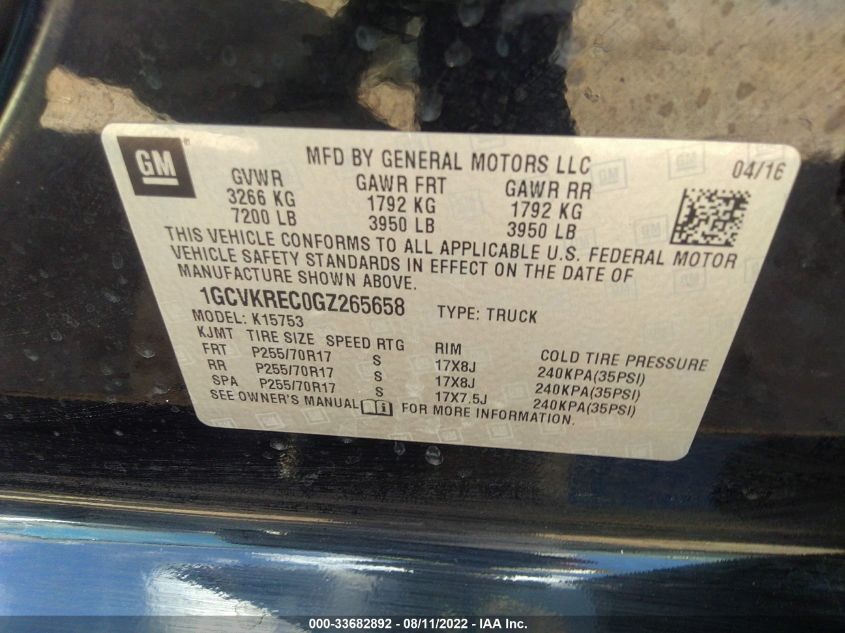 GM
MFD BY GENERAL MOTORS LLC
04/16
GVWR GAWR FRT GAWR RR
3266 KG 1792 KG 1792 KG
7200 LB 3950 LB 3950 LB
THIS VEHICLE CONFORMS TO ALL APPLICABLE U.S. FEDERAL MOTOR
VEHICLE SAFETY STANDARDS IN EFFECT ON THE DATE OF
MANUFACTURE SHOWN ABOVE.
1GCVKREC0GZ265658 TYPE: TRUCK
MODEL: K15753
KJMT TIRE SIZE SPEED RTG RIM COLD TIRE PRESSURE
FRT P255/70R17 S 17X8J 240KPA(35PSI)
RR P255/70R17 S 17X8J 240KPA(35PSI)
SPA P255/70R17 S 17X7.5J 240KPA(35PSI)
SEE OWNER'S MANUAL FOR MORE INFORMATION.
000-33682892 - 08/11/2022 - IAA Inc.